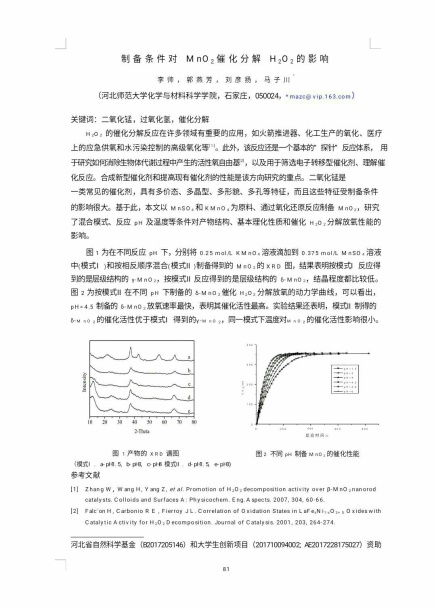 制备条件对 MnO2催化分解 H2O2的影响
李帅，郭燕芳，刘彦扬，马子川*
（河北师范大学化学与材料科学学院，石家庄，050024，*mazc@vip.163.com）
关键词：二氧化锰，过氧化氢，催化分解
H2O2 的催化分解反应在许多领域有重要的应用，如火箭推进器、化工生产的氧化、医疗
上的应急供氧和水污染控制的高级氧化等[1]。此外，该反应还是一个基本的“探针”反应体系，用
于研究如何消除生物体代谢过程中产生的活性氧自由基[2]，以及用于筛选电子转移型催化剂、理解催
化反应。合成新型催化剂和提高现有催化剂的性能是该方向研究的重点。二氧化锰是
一类常见的催化剂，具有多价态、多晶型、多形貌、多孔等特征，而且这些特征受制备条件
的影响很大。基于此，本文以 MnSO4和 KMnO4为原料、通过氧化还原反应制备 MnO2，研究
了混合模式、反应 pH 及温度等条件对产物结构、基本理化性质和催化 H2O2分解放氧性能的
影响。
图 1 为在不同反应 pH 下，分别将 0.25 mol/L KMnO4溶液滴加到 0.375 mol/L MnSO4溶液
中(模式Ⅰ)和按相反顺序混合(模式Ⅱ)制备得到的 MnO2的 XRD 图，结果表明按模式Ⅰ反应得
到的是层级结构的 γ-MnO2，按模式Ⅱ反应得到的是层级结构的 δ-MnO2，结晶程度都比较低。
图 2 为按模式Ⅱ在不同 pH 下制备的 δ-MnO2催化 H2O2分解放氧的动力学曲线，可以看出，
pH=4.5 制备的 δ-MnO2放氧速率最快，表明其催化活性最高。实验结果还表明，模式Ⅱ制得的
δ-MnO2的催化活性优于模式Ⅰ得到的γ-MnO2，同一模式下温度对MnO2的催化活性影响很小。
Intensity
a
b
c
d
e
10 20 30 40 50 60 70 80
2-Theta
图 1 产物的 XRD 谱图
(模式Ⅰ，a-pH1.5, b-pH3, c-pH6 模式Ⅱ，d-pH1.5, e-pH3)
图 2 不同 pH 制备 MnO2的催化性能
参考文献
[1] Zhang W, Wang H, Yang Z, et al. Promotion of H2O2 decomposition activity over β-MnO2 nanorod
catalysts. Colloids and Surfaces A: Physicochem. Eng. Aspects. 2007, 304, 60-66.
[2] Falcon H, Carbonio R E, Fierroy J L. Correlation of Oxidation States in LaFexNi1-xO3+δ Oxides with
Catalytic Activity for H2O2 Decomposition. Journal of Catalysis. 2001, 203, 264-274.
河北省自然科学基金（B2017205146）和大学生创新项目（201710094002; AE2017228175027）资助
81